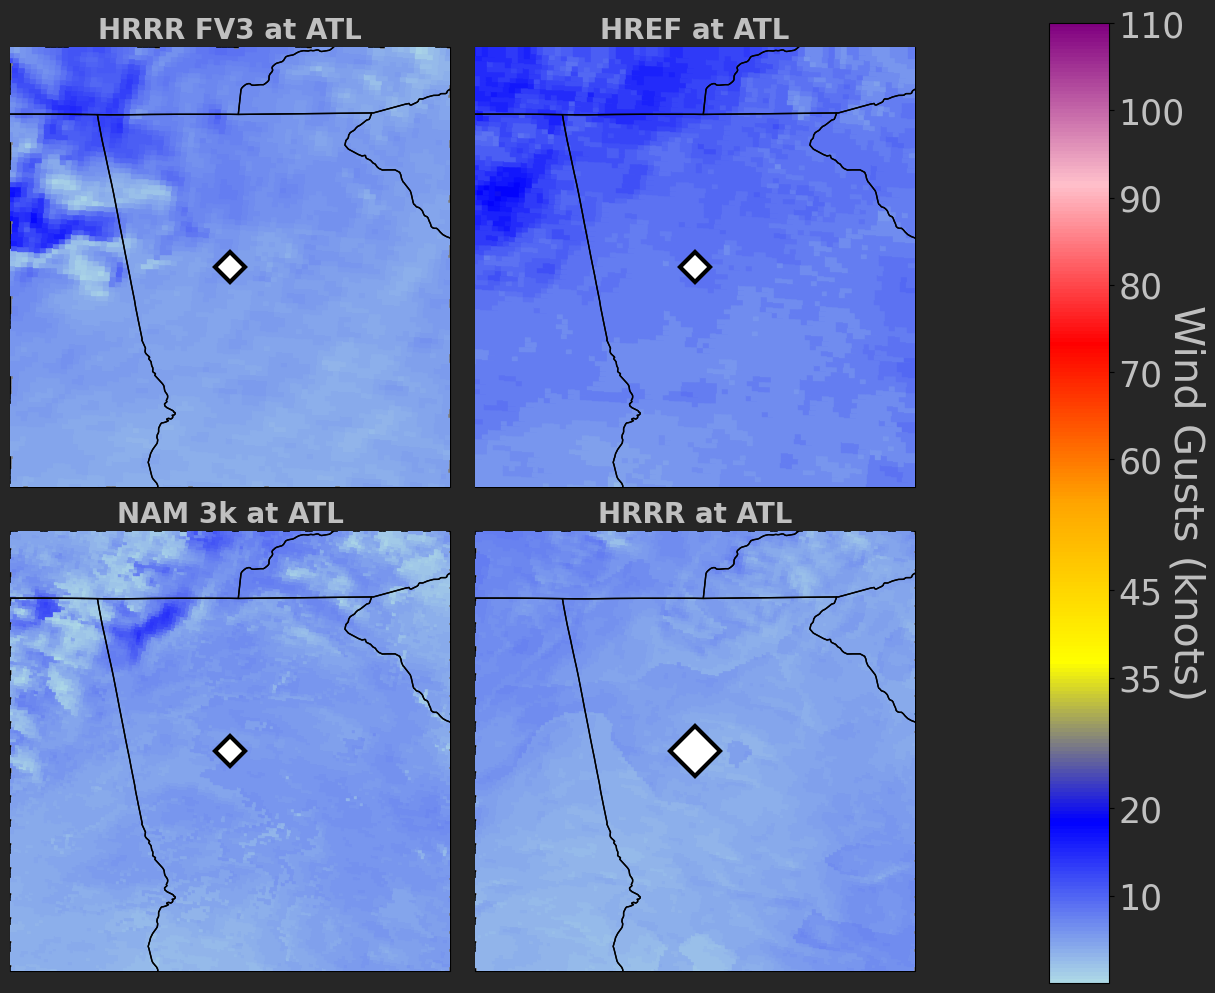 HRRR FV3 at ATL
HREF at ATL
NAM 3k at ATL
HRRR at ATL
110
100
90
80
70
60
45
35
20
10
Wind Gusts (knots)